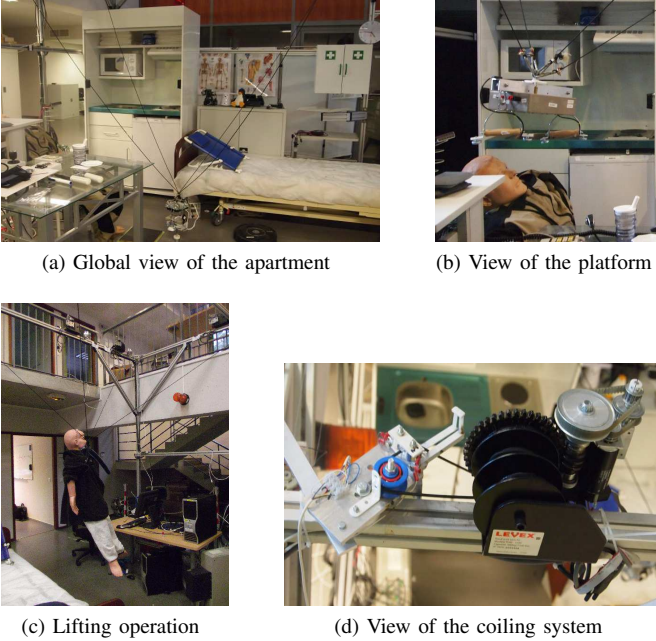 (a) Global view of the apartment
(b) View of the platform
LEVEX
(c) Lifting operation
(d) View of the coiling system